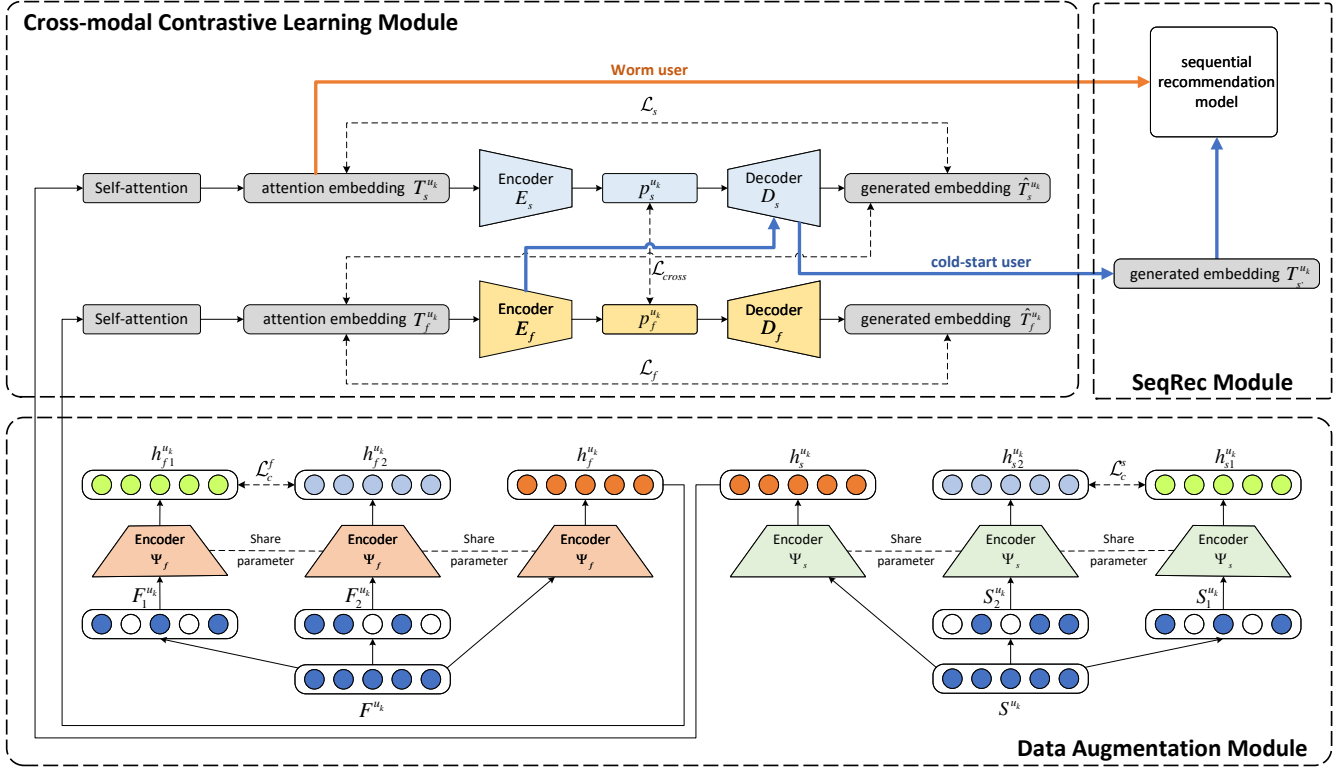 Cross-modal Contrastive Learning Module
Worm user
sequential
recommendation
model
ℒ_s
Self-attention
attention embedding T_s^{u_k}
Encoder
E_s
p_s^{u_k}
Decoder
D_s
generated embedding T̂_s^{u_k}
ℒ_{cross}
cold-start user
generated embedding T_{s'}^{u_k}
Self-attention
attention embedding T_f^{u_k}
Encoder
E_f
p_f^{u_k}
Decoder
D_f
generated embedding T̂_f^{u_k}
ℒ_f
SeqRec Module
h_{f1}^{u_k}
ℒ_c^f
h_{f2}^{u_k}
h_f^{u_k}
h_s^{u_k}
h_{s2}^{u_k}
ℒ_c^s
h_{s1}^{u_k}
Encoder
Ψ_f
Share
parameter
Encoder
Ψ_f
Share
parameter
Encoder
Ψ_f
Encoder
Ψ_s
Share
parameter
Encoder
Ψ_s
Share
parameter
Encoder
Ψ_s
F_1^{u_k}
F_2^{u_k}
S_2^{u_k}
S_1^{u_k}
F^{u_k}
S^{u_k}
Data Augmentation Module